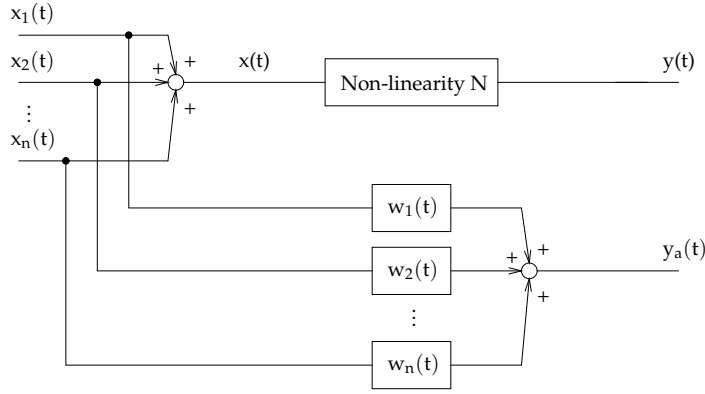 x₁(t)
+
x₂(t) + x(t) Non-linearity N y(t)
⋮ +
xₙ(t)
w₁(t)
+
w₂(t) + yₐ(t)
⋮ +
wₙ(t)